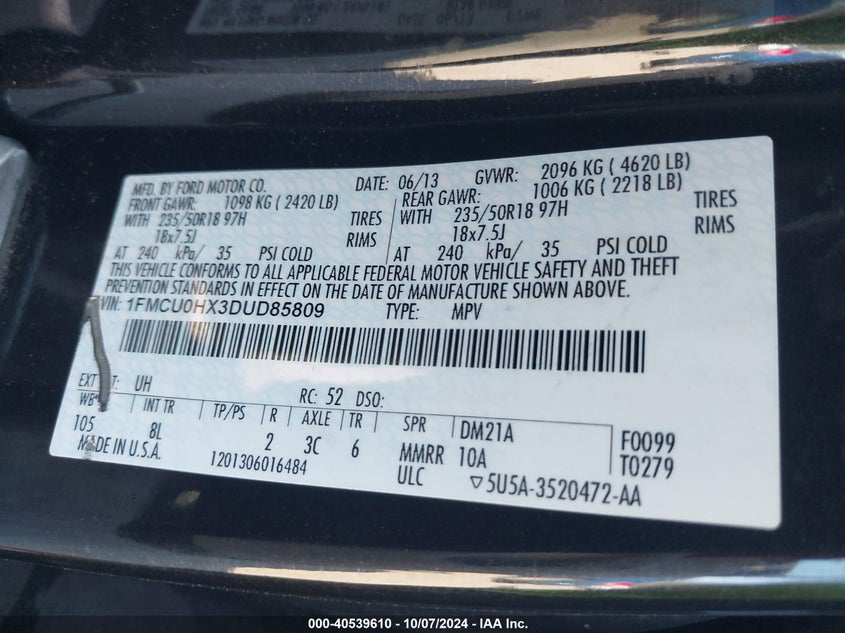 MFD. BY FORD MOTOR CO. DATE: 06/13 GVWR: 2096 KG ( 4620 LB)
FRONT GAWR: 1098 KG ( 2420 LB) REAR GAWR: 1006 KG ( 2218 LB)
WITH 235/50R18 97H TIRES WITH 235/50R18 97H TIRES
18x7.5J RIMS 18x7.5J RIMS
AT 240 kPa/ 35 PSI COLD AT 240 kPa/ 35 PSI COLD
THIS VEHICLE CONFORMS TO ALL APPLICABLE FEDERAL MOTOR VEHICLE SAFETY AND THEFT
PREVENTION STANDARDS IN EFFECT ON THE DATE OF MANUFACTURE SHOWN ABOVE.
VIN: 1FMCU0HX3DUD85809 TYPE: MPV
EXT UH RC: 52 DSO:
WB INT TR TP/PS R AXLE TR SPR DM21A F0099
105 8L 2 3C 6 MMRR 10A T0279
MADE IN U.S.A. 1201306016484 ULC ▽5U5A-3520472-AA
000-40539610 - 10/07/2024 - IAA Inc.